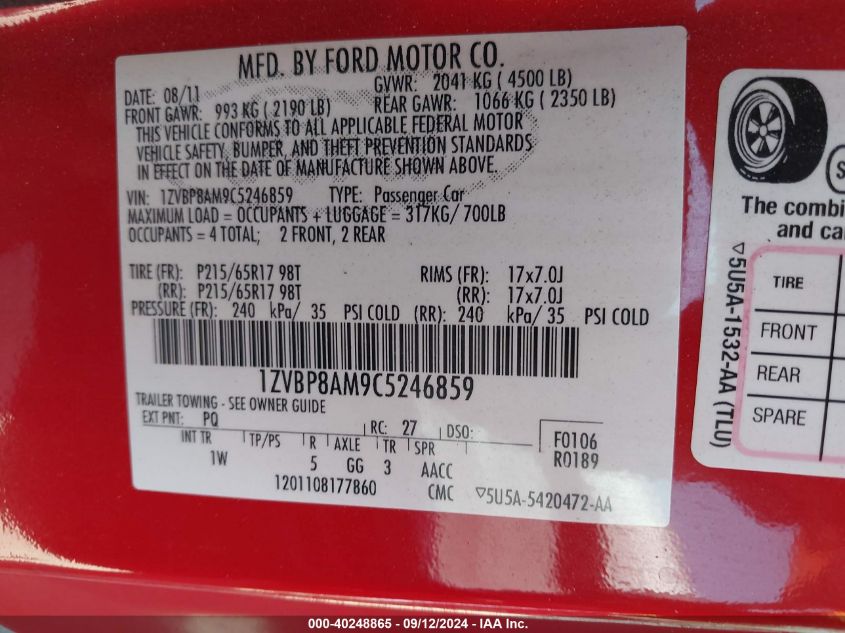 MFD. BY FORD MOTOR CO.
DATE: 08/11
GVWR: 2041 KG ( 4500 LB)
FRONT GAWR: 993 KG ( 2190 LB)
REAR GAWR: 1066 KG ( 2350 LB)
THIS VEHICLE CONFORMS TO ALL APPLICABLE FEDERAL MOTOR
VEHICLE SAFETY, BUMPER, AND THEFT PREVENTION STANDARDS
IN EFFECT ON THE DATE OF MANUFACTURE SHOWN ABOVE.
VIN: 1ZVBP8AM9C5246859 TYPE: Passenger Car
MAXIMUM LOAD = OCCUPANTS + LUGGAGE = 317KG/ 700LB
OCCUPANTS = 4 TOTAL; 2 FRONT, 2 REAR
TIRE (FR): P215/65R17 98T RIMS (FR): 17x7.0J
(RR): P215/65R17 98T (RR): 17x7.0J
PRESSURE (FR): 240 kPa/ 35 PSI COLD (RR): 240 kPa/ 35 PSI COLD
1ZVBP8AM9C5246859
TRAILER TOWING - SEE OWNER GUIDE
EXT PNT: PQ RC: 27 DSO: F0106
R0189
INT TR TP/PS R AXLE TR SPR
1W 5 GG 3 AACC
1201108177860 CMC ▽5U5A-5420472-AA
The combi
and ca
▽5U5A-1532-AA (TLU)
TIRE
FRONT
REAR
SPARE
000-40248865 - 09/12/2024 - IAA Inc.